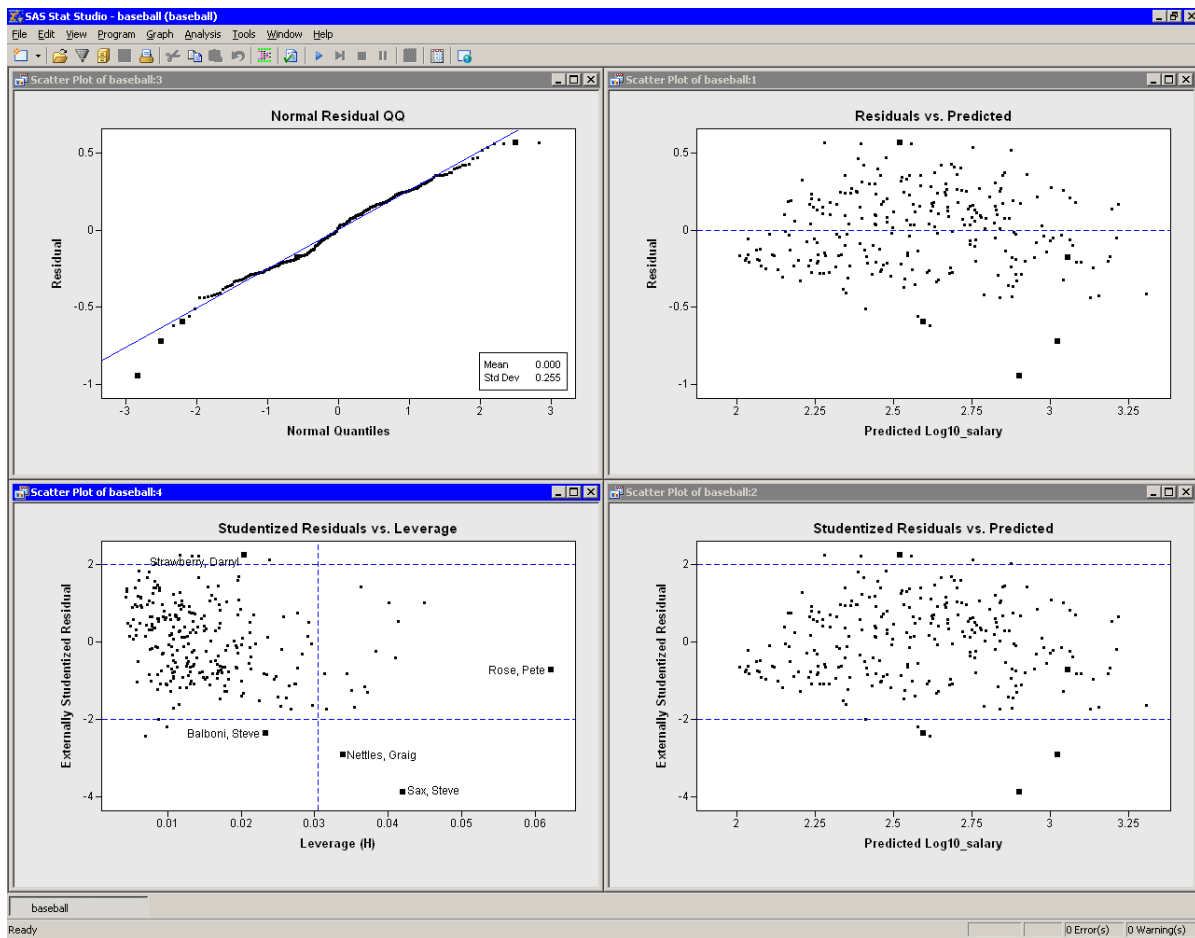 SAS Stat Studio - baseball (baseball)
File Edit View Program Graph Analysis Tools Window Help
Scatter Plot of baseball:3
Normal Residual QQ
0.5
0
-0.5
-1
Residual
Mean 0.000
Std Dev 0.255
-3 -2 -1 0 1 2 3
Normal Quantiles
Scatter Plot of baseball:1
Residuals vs. Predicted
0.5
0
-0.5
-1
Residual
2 2.25 2.5 2.75 3 3.25
Predicted Log10_salary
Scatter Plot of baseball:4
Studentized Residuals vs. Leverage
2
0
-2
-4
Externally Studentized Residual
Strawberry, Darryl
Rose, Pete
Balboni, Steve
Nettles, Graig
Sax, Steve
0.01 0.02 0.03 0.04 0.05 0.06
Leverage (H)
Scatter Plot of baseball:2
Studentized Residuals vs. Predicted
2
0
-2
-4
Externally Studentized Residual
2 2.25 2.5 2.75 3 3.25
Predicted Log10_salary
baseball
Ready
0 Error(s) 0 Warning(s)